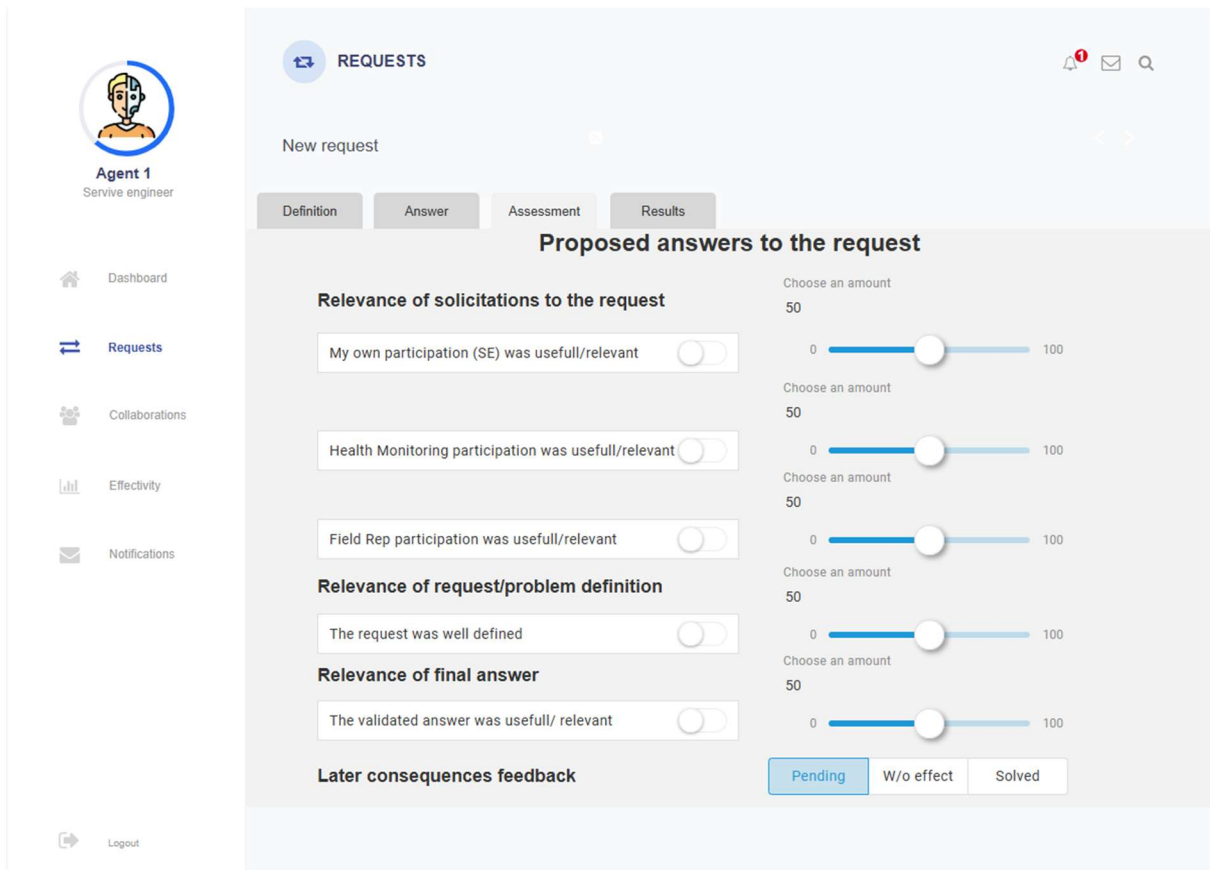 REQUESTS
1
New request
Agent 1
Servive engineer
Dashboard
Requests
Collaborations
Effectivity
Notifications
Logout
Definition
Answer
Assessment
Results
Proposed answers to the request
Relevance of solicitations to the request
Choose an amount
50
My own participation (SE) was usefull/relevant
0
100
Choose an amount
50
Health Monitoring participation was usefull/relevant
0
100
Choose an amount
50
Field Rep participation was usefull/relevant
0
100
Relevance of request/problem definition
Choose an amount
50
The request was well defined
0
100
Relevance of final answer
Choose an amount
50
The validated answer was usefull/ relevant
0
100
Later consequences feedback
Pending
W/o effect
Solved